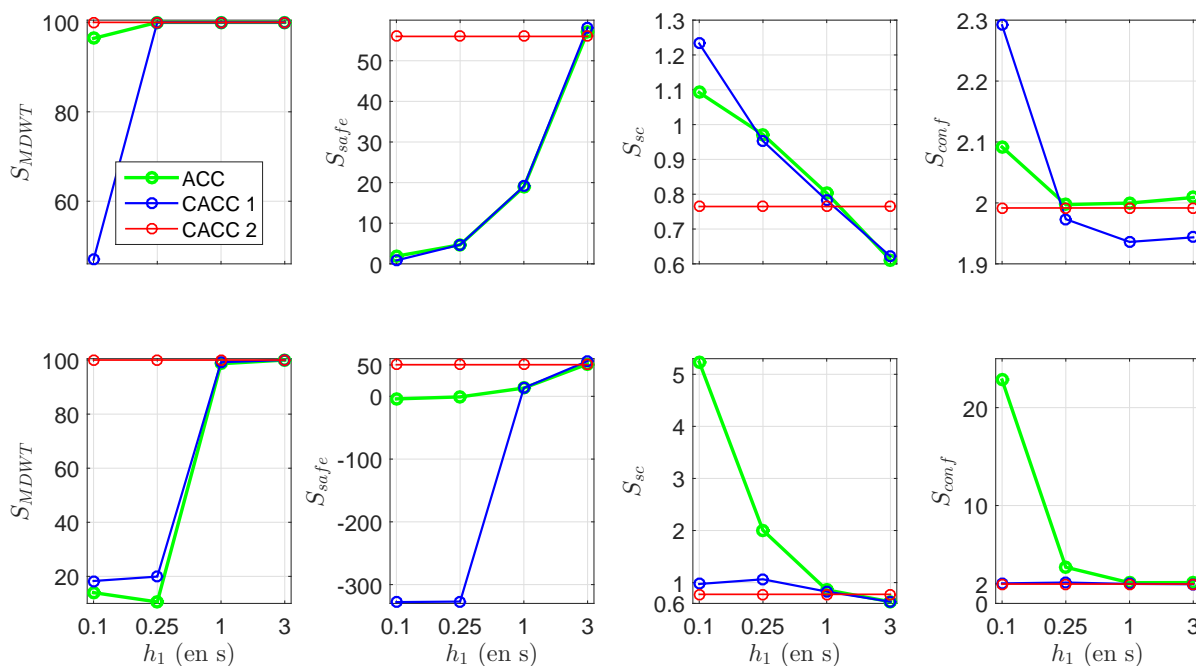 S_MDWT
100
80
60
ACC
CACC 1
CACC 2
S_safe
50
40
30
20
10
0
S_sc
1.3
1.2
1.1
1
0.9
0.8
0.7
0.6
S_conf
2.3
2.2
2.1
2
1.9
S_MDWT
100
80
60
40
20
0.1 0.25 1 3
h_1 (en s)
S_safe
50
0
-100
-200
-300
0.1 0.25 1 3
h_1 (en s)
S_sc
5
4
3
2
1
0.6
0.1 0.25 1 3
h_1 (en s)
S_conf
20
10
2
0
0.1 0.25 1 3
h_1 (en s)